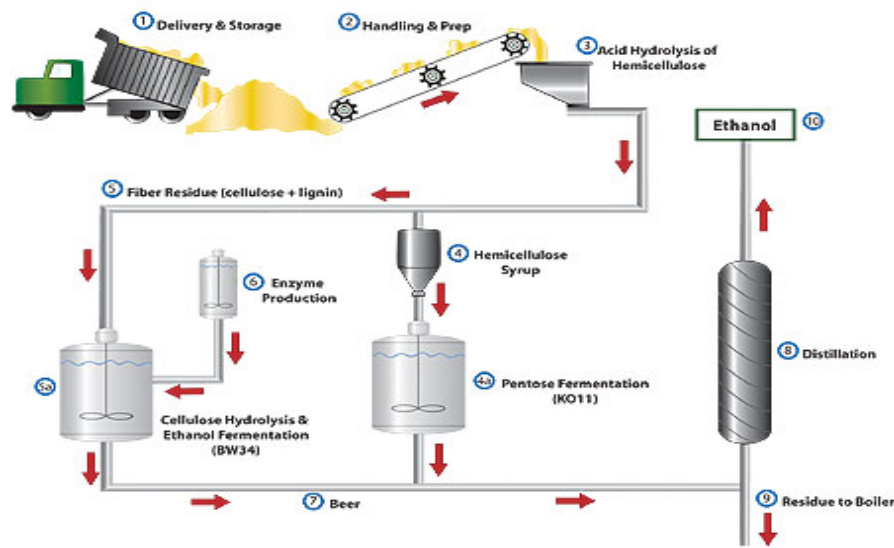 1 Delivery & Storage
2 Handling & Prep
3 Acid Hydrolysis of
Hemicellulose
Ethanol 10
5 Fiber Residue (cellulose + lignin)
4 Hemicellulose
Syrup
6 Enzyme
Production
8 Distillation
5a
4a Pentose Fermentation
(KO11)
Cellulose Hydrolysis &
Ethanol Fermentation
(BW34)
7 Beer
9 Residue to Boiler